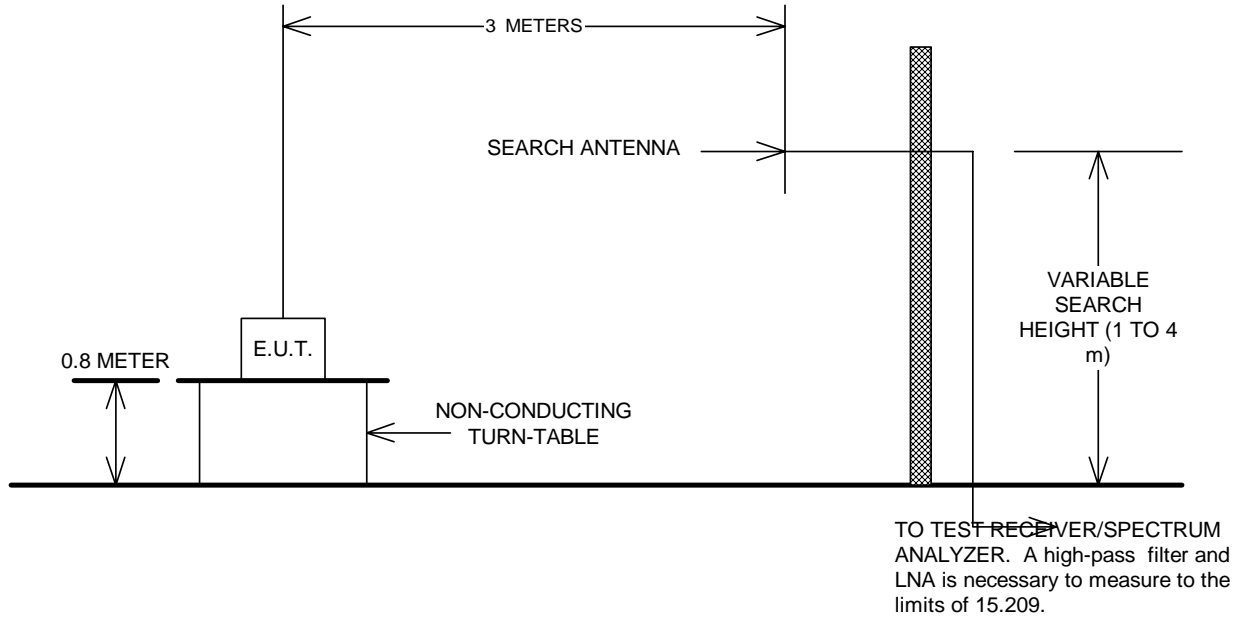 3 METERS
SEARCH ANTENNA
VARIABLE
SEARCH
HEIGHT (1 TO 4
m)
E.U.T.
0.8 METER
NON-CONDUCTING
TURN-TABLE
TO TEST RECEIVER/SPECTRUM
ANALYZER. A high-pass filter and
LNA is necessary to measure to the
limits of 15.209.